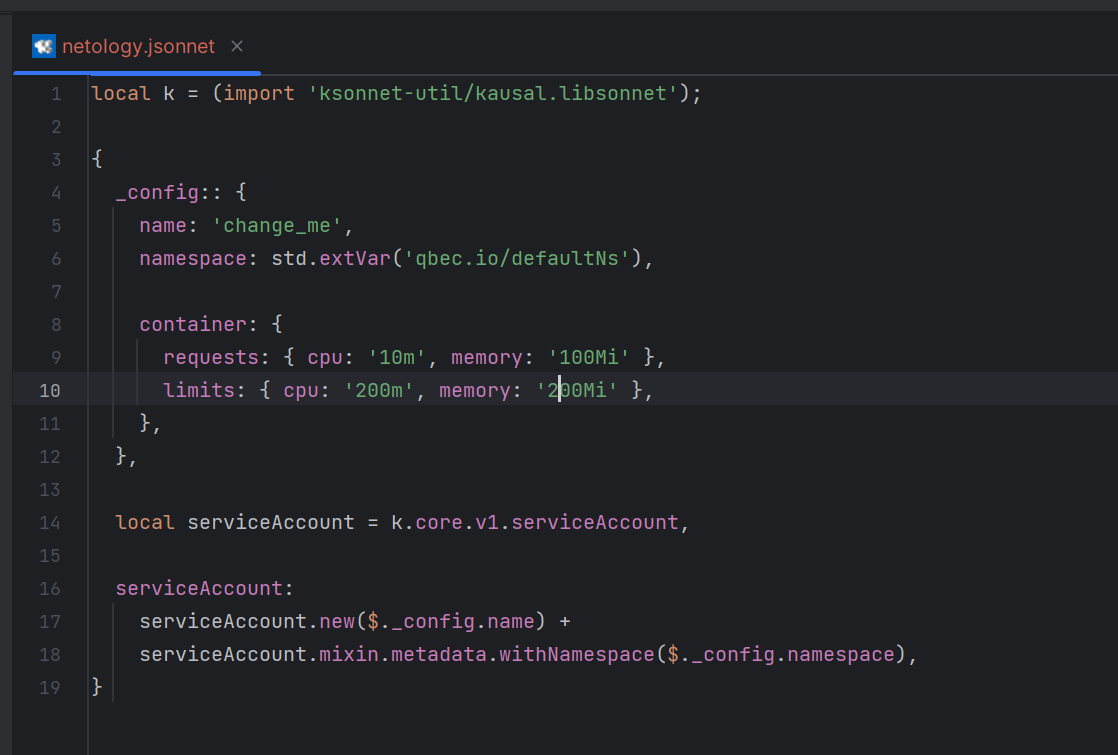 netology.jsonnet ×
1 local k = (import 'ksonnet-util/kausal.libsonnet');
2
3 {
4   _config:: {
5     name: 'change_me',
6     namespace: std.extVar('qbec.io/defaultNs'),
7
8     container: {
9       requests: { cpu: '10m', memory: '100Mi' },
10       limits: { cpu: '200m', memory: '200Mi' },
11     },
12   },
13
14   local serviceAccount = k.core.v1.serviceAccount,
15
16   serviceAccount:
17     serviceAccount.new($._config.name) +
18     serviceAccount.mixin.metadata.withNamespace($._config.namespace),
19 }